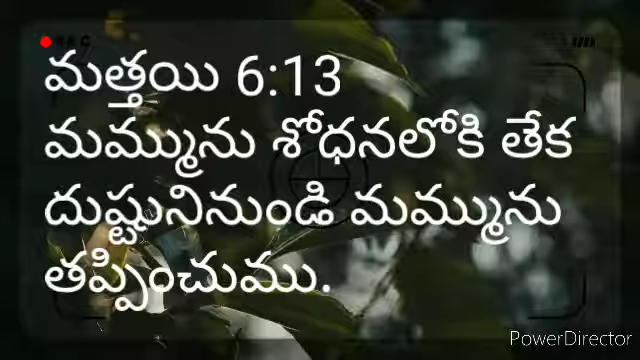 మత్తయి 6:13
మమ్మును శోధనలోకి తేక
దుష్టునినుండి మమ్మును
తప్పించుము.
PowerDirector